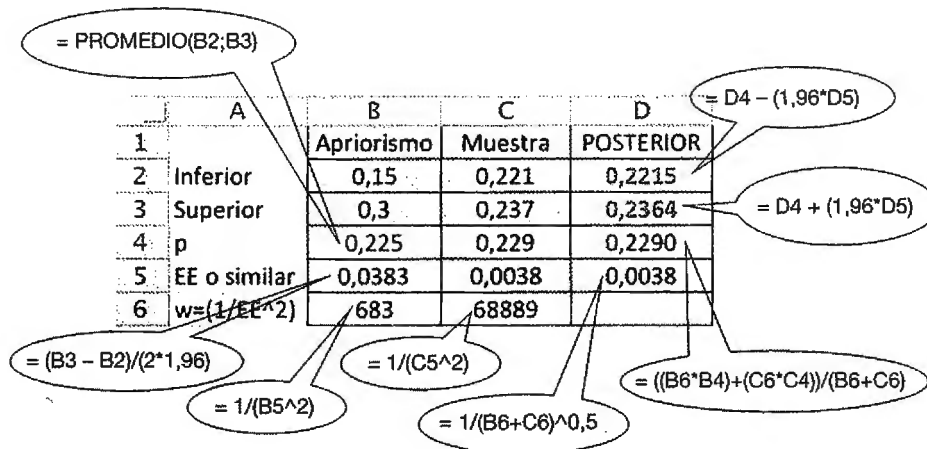 = PROMEDIO(B2;B3)
A B C D
= D4 – (1,96*D5)
1 Apriorismo Muestra POSTERIOR
2 Inferior 0,15 0,221 0,2215
3 Superior 0,3 0,237 0,2364
= D4 + (1,96*D5)
4 p 0,225 0,229 0,2290
5 EE o similar 0,0383 0,0038 0,0038
6 w=(1/EE^2) 683 68889
= (B3 – B2)/(2*1,96)
= 1/(C5^2)
= ((B6*B4)+(C6*C4))/(B6+C6)
= 1/(B5^2)
= 1/(B6+C6)^0,5